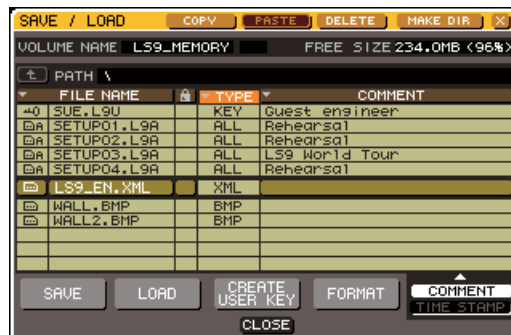 SAVE / LOAD COPY PASTE DELETE MAKE DIR X
VOLUME NAME LS9_MEMORY FREE SIZE 234.0MB (96%)
PATH \
FILE NAME TYPE COMMENT
SUE.L9U KEY Guest engineer
A SETUP01.L9A ALL Rehearsal
A SETUP02.L9A ALL Rehearsal
A SETUP03.L9A ALL LS9 World Tour
A SETUP04.L9A ALL Rehearsal
LS9_EN.XML XML
WALL.BMP BMP
WALL2.BMP BMP
SAVE LOAD CREATE USER KEY FORMAT COMMENT
TIME STAMP
CLOSE